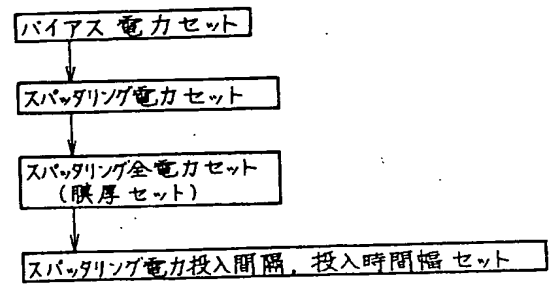 バイアス電力セット
スパッタリング電力セット
スパッタリング全電力セット
(膜厚セット)
スパッタリング電力投入間隔,投入時間幅セット